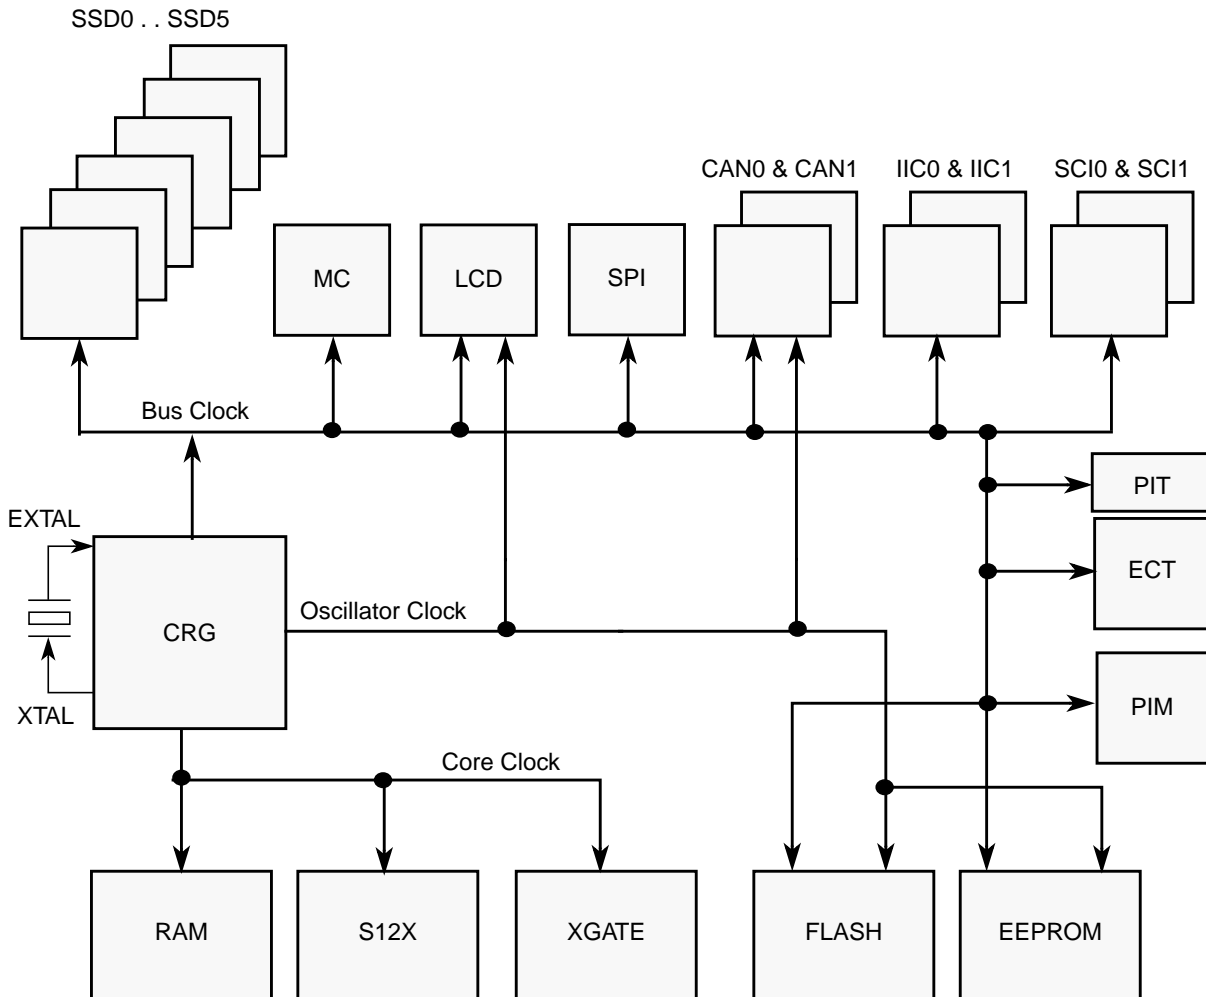 SSD0 . . SSD5
CAN0 & CAN1
IIC0 & IIC1
SCI0 & SCI1
MC
LCD
SPI
Bus Clock
PIT
EXTAL
ECT
Oscillator Clock
CRG
XTAL
PIM
Core Clock
RAM
S12X
XGATE
FLASH
EEPROM